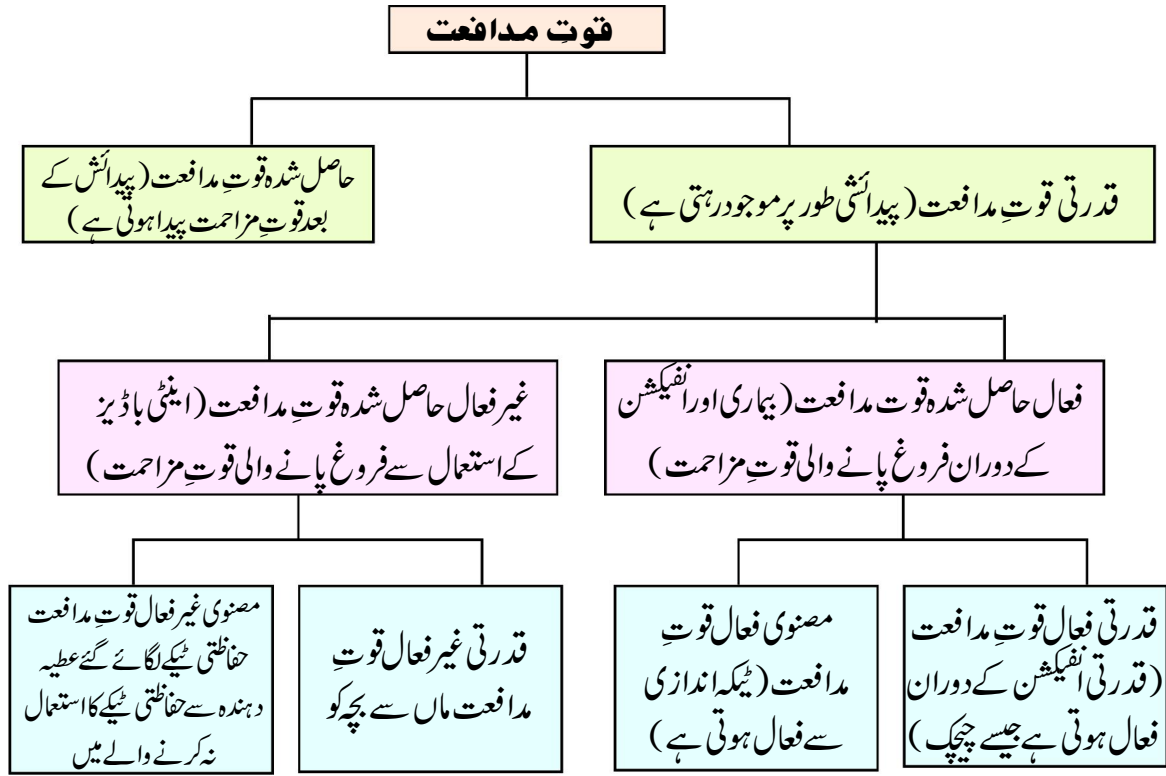 قوتِ مدافعت
قدرتی قوتِ مدافعت (پیدائشی طور پر موجود رہتی ہے)
حاصل شدہ قوتِ مدافعت (پیدائش کے
بعد قوتِ مزاحمت پیدا ہوتی ہے)
فعال حاصل شدہ قوت مدافعت (بیماری اور انفیکشن
کے دوران فروغ پانے والی قوتِ مزاحمت)
غیر فعال حاصل شدہ قوتِ مدافعت (اینٹی باڈیز
کے استعمال سے فروغ پانے والی قوتِ مزاحمت)
قدرتی فعال قوتِ مدافعت
(قدرتی انفیکشن کے دوران
فعال ہوتی ہے جیسے چیچک)
مصنوی فعال قوتِ
مدافعت (ٹیکہ اندازی
سے فعال ہوتی ہے)
قدرتی غیر فعال قوتِ
مدافعت ماں سے بچہ کو
مصنوی غیر فعال قوتِ مدافعت
حفاظتی ٹیکے لگائے گئے عطیہ
دہندہ سے حفاظتی ٹیکے کا استعمال
نہ کرنے والے میں